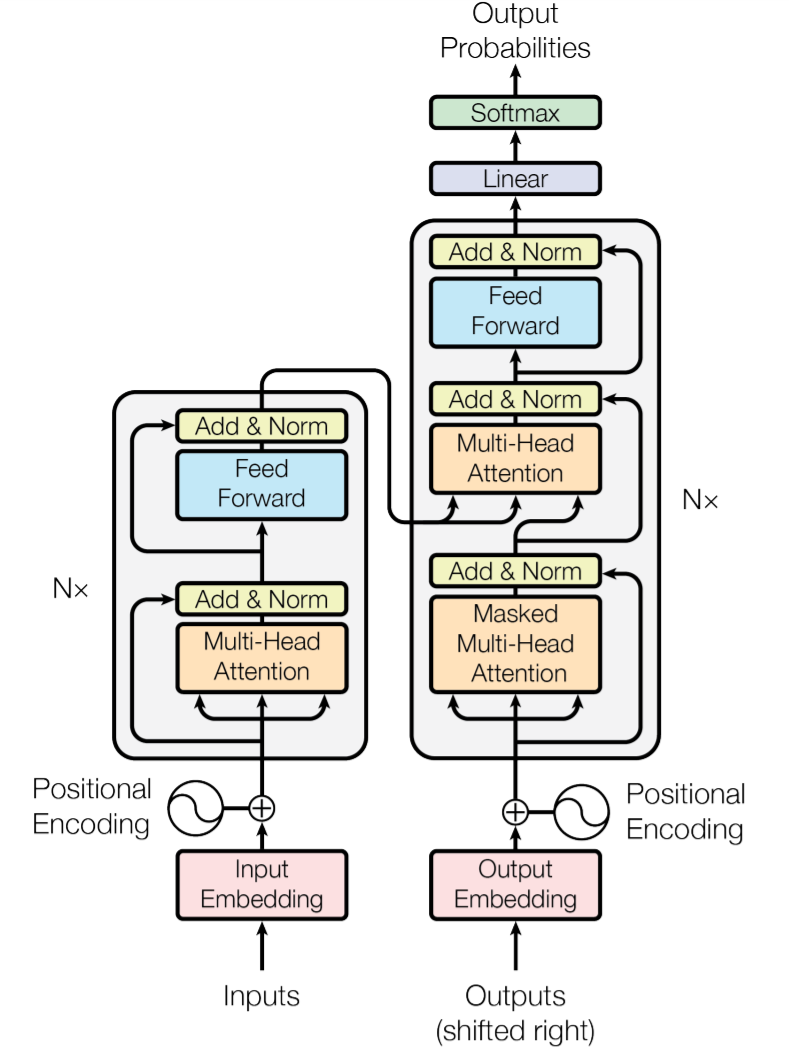 Output
Probabilities
Softmax
Linear
Add & Norm
Feed
Forward
Add & Norm
Multi-Head
Attention
Add & Norm
Masked
Multi-Head
Attention
N×
Add & Norm
Feed
Forward
Add & Norm
Multi-Head
Attention
N×
Positional
Encoding
Positional
Encoding
Input
Embedding
Output
Embedding
Inputs
Outputs
(shifted right)